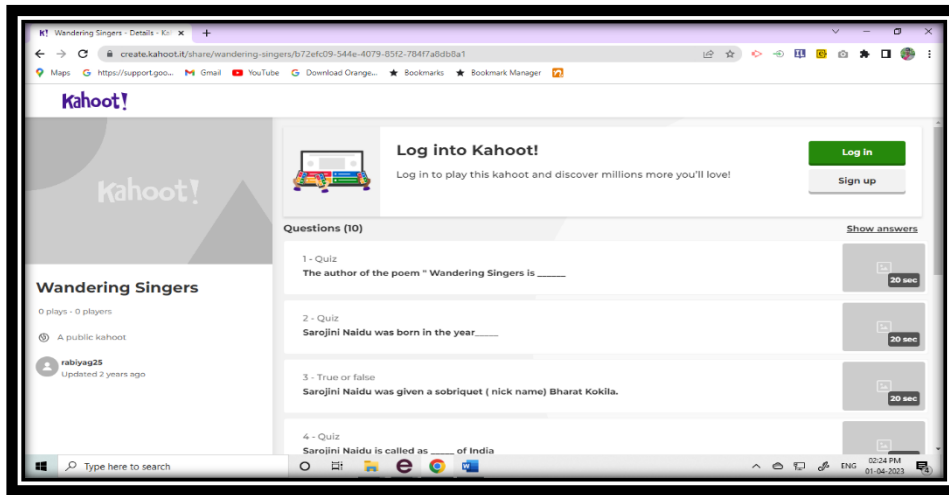 K! Wandering Singers - Details - Ka
create.kahoot.it/share/wandering-singers/b72efc09-544e-4079-85f2-784f7a8db8a1
Maps https://support.goo... Gmail YouTube Download Orange... Bookmarks Bookmark Manager
Kahoot!
Kahoot!
Log into Kahoot!
Log in to play this kahoot and discover millions more you'll love!
Log in
Sign up
Wandering Singers
0 plays · 0 players
A public kahoot
rabiyag25
Updated 2 years ago
Questions (10)
Show answers
1 - Quiz
The author of the poem " Wandering Singers is ______
20 sec
2 - Quiz
Sarojini Naidu was born in the year_____
20 sec
3 - True or false
Sarojini Naidu was given a sobriquet ( nick name) Bharat Kokila.
20 sec
4 - Quiz
Sarojini Naidu is called as _____ of India
Type here to search
ENG
02:24 PM
01-04-2023
4